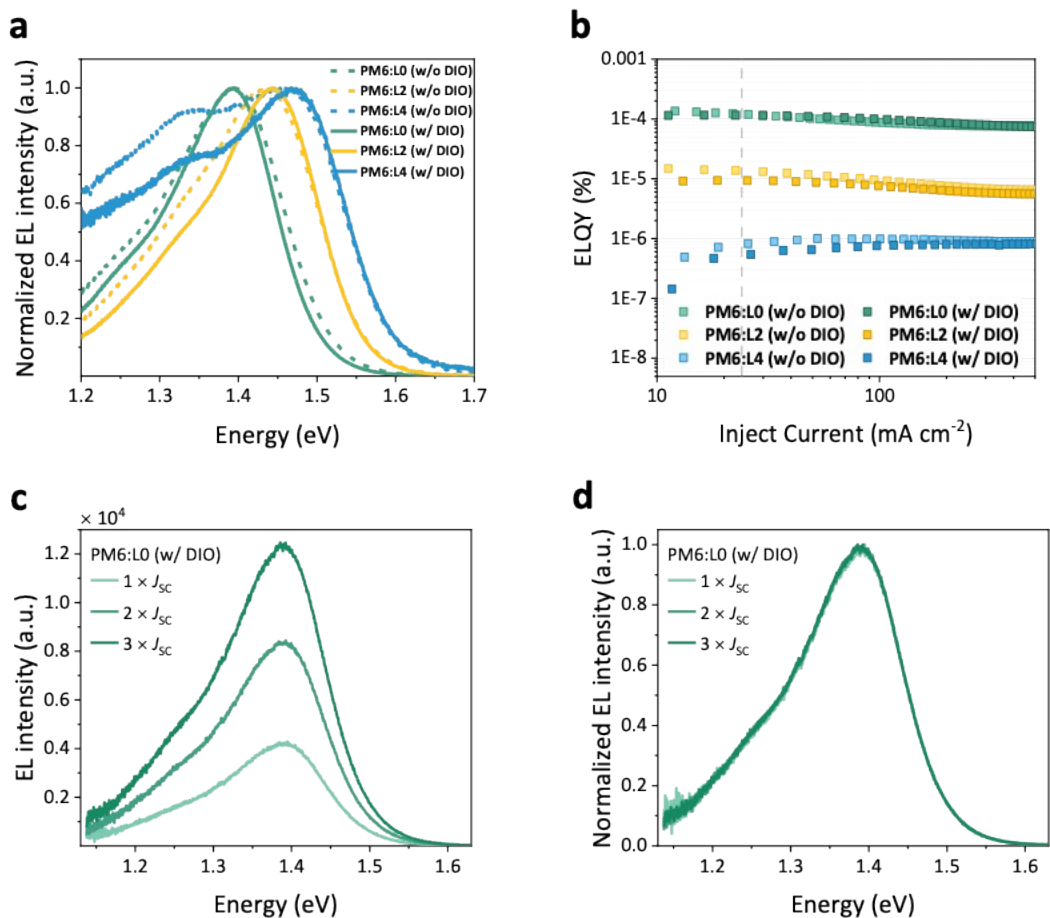 a
Normalized EL intensity (a.u.)
1.0
0.8
0.6
0.4
0.2
PM6:L0 (w/o DIO)
PM6:L2 (w/o DIO)
PM6:L4 (w/o DIO)
PM6:L0 (w/ DIO)
PM6:L2 (w/ DIO)
PM6:L4 (w/ DIO)
1.2 1.3 1.4 1.5 1.6 1.7
Energy (eV)
b
ELQY (%)
0.001
1E-4
1E-5
1E-6
1E-7
1E-8
PM6:L0 (w/o DIO) PM6:L0 (w/ DIO)
PM6:L2 (w/o DIO) PM6:L2 (w/ DIO)
PM6:L4 (w/o DIO) PM6:L4 (w/ DIO)
10 100
Inject Current (mA cm⁻²)
c
× 10⁴
EL intensity (a.u.)
1.2
1.0
0.8
0.6
0.4
0.2
PM6:L0 (w/ DIO)
1 × JSC
2 × JSC
3 × JSC
1.2 1.3 1.4 1.5 1.6
Energy (eV)
d
Normalized EL intensity (a.u.)
1.0
0.8
0.6
0.4
0.2
0.0
PM6:L0 (w/ DIO)
1 × JSC
2 × JSC
3 × JSC
1.2 1.3 1.4 1.5 1.6
Energy (eV)